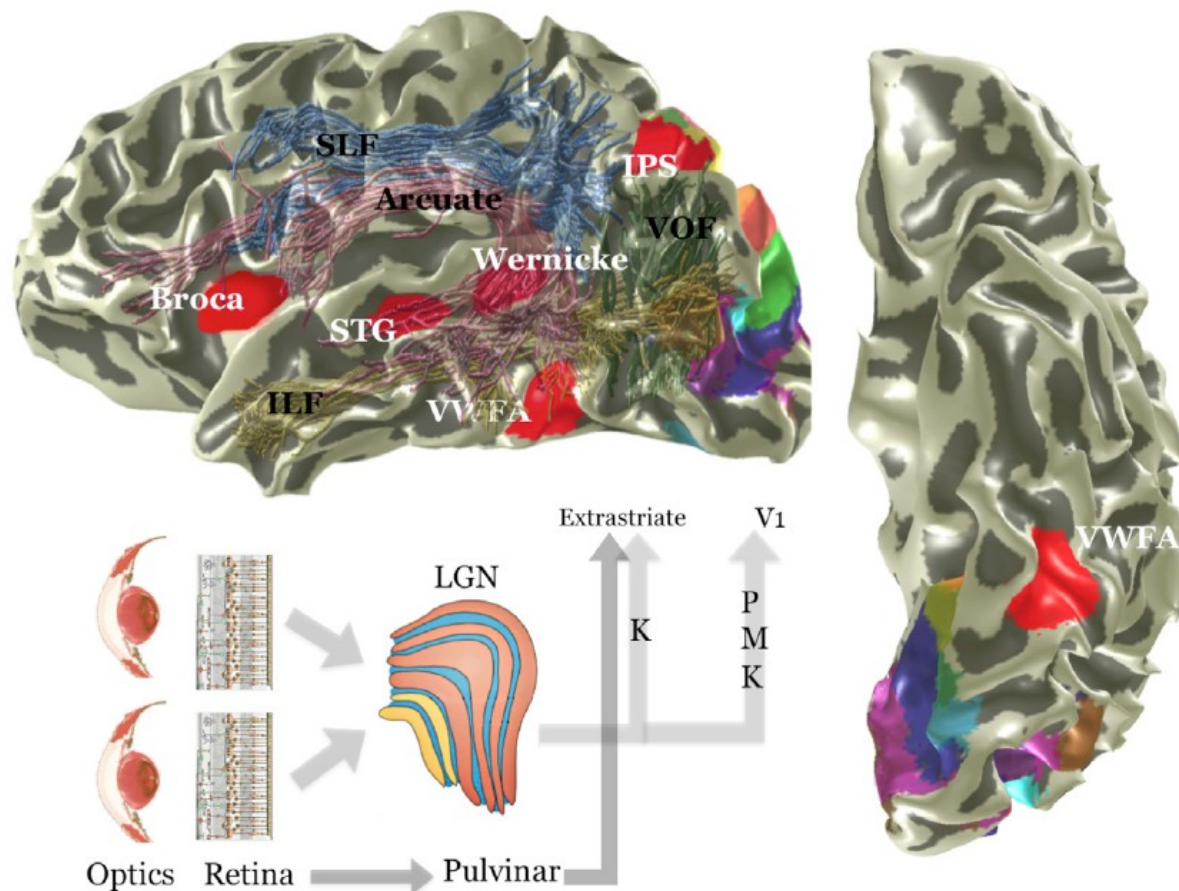 SLF
IPS
Arcuate
VOF
Wernicke
Broca
STG
ILF
VWFA
Extrastriate
V1
VWFA
LGN
K
P
M
K
Optics
Retina
Pulvinar